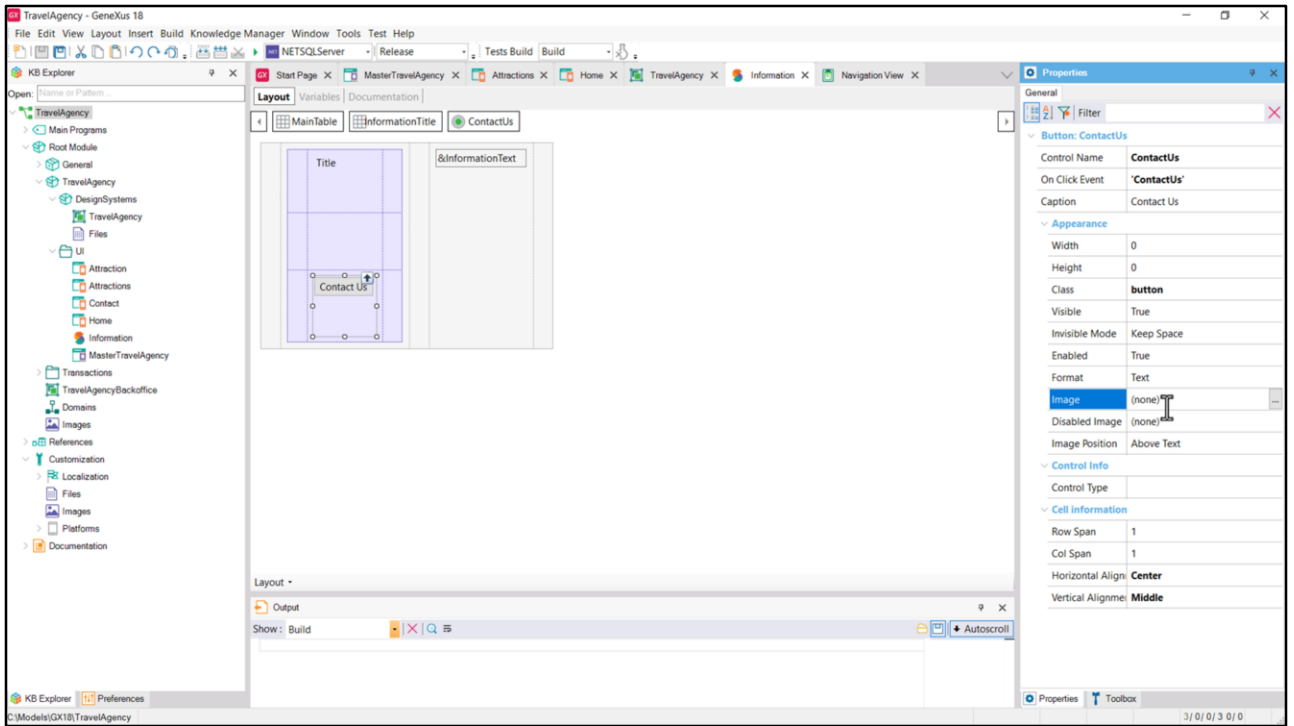 TravelAgency - GeneXus 18
File Edit View Layout Insert Build Knowledge Manager Window Tools Test Help
NETSQLServer Release Tests Build Build
KB Explorer
Open: Name or Pattern ...
TravelAgency
Main Programs
Root Module
General
TravelAgency
DesignSystems
TravelAgency
Files
UI
Attraction
Attractions
Contact
Home
Information
MasterTravelAgency
Transactions
TravelAgencyBackoffice
Domains
Images
References
Customization
Localization
Files
Images
Platforms
Documentation
KB Explorer Preferences
Start Page MasterTravelAgency Attractions Home TravelAgency Information Navigation View
Layout Variables Documentation
MainTable InformationTitle ContactUs
Title &InformationText
Contact Us
Layout
Output
Show: Build Autoscroll
Properties
General
Filter
Button: ContactUs
Control Name ContactUs
On Click Event 'ContactUs'
Caption Contact Us
Appearance
Width 0
Height 0
Class button
Visible True
Invisible Mode Keep Space
Enabled True
Format Text
Image (none)
Disabled Image (none)
Image Position Above Text
Control Info
Control Type
Cell information
Row Span 1
Col Span 1
Horizontal Align Center
Vertical Alignme Middle
Properties Toolbox
C:\Models\GX18\TravelAgency 3/ 0/ 0/ 3 0/ 0